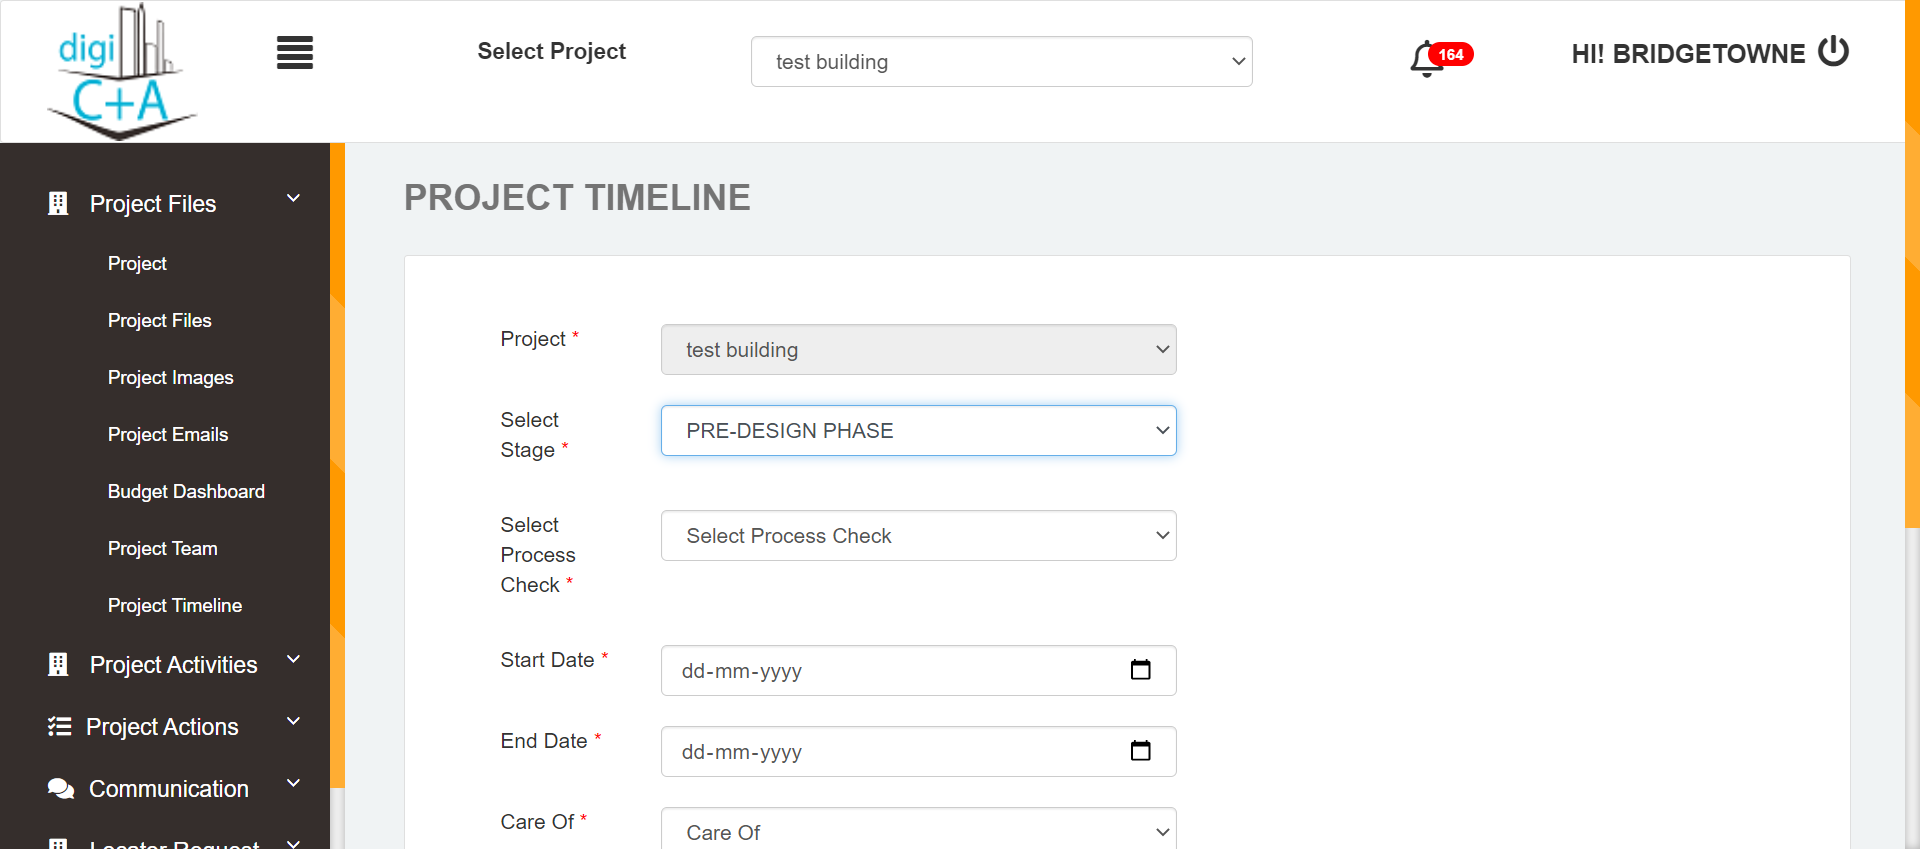 digi
C+A
Select Project
test building
164
HI! BRIDGETOWNE
Project Files
Project
Project Files
Project Images
Project Emails
Budget Dashboard
Project Team
Project Timeline
Project Activities
Project Actions
Communication
Locator Request
PROJECT TIMELINE
Project *
test building
Select
Stage *
PRE-DESIGN PHASE
Select
Process
Check *
Select Process Check
Start Date *
dd-mm-yyyy
End Date *
dd-mm-yyyy
Care Of *
Care Of